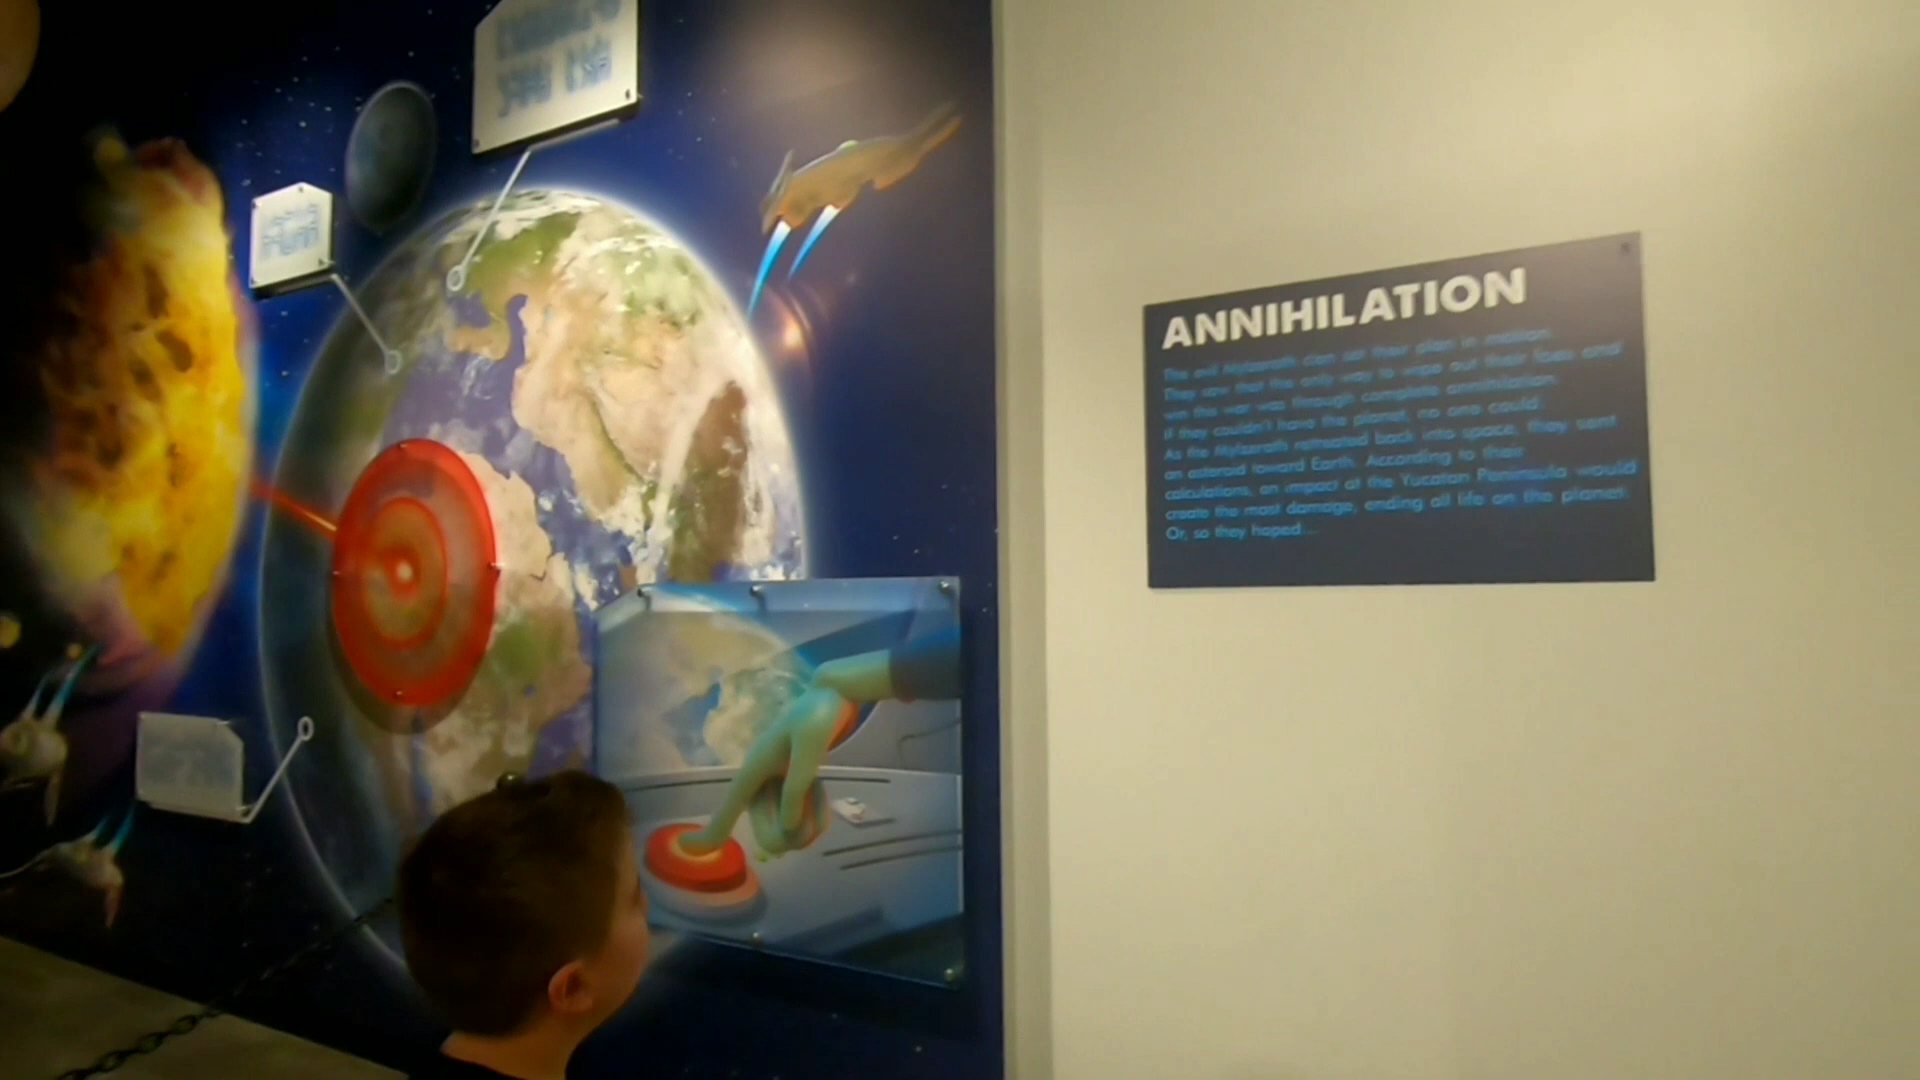 ANNIHILATION
The evil Mylzerath clan set their plan in motion.
They saw that the only way to wipe out their foes and
win this war was through complete annihilation.
If they couldn't have the planet, no one could.
As the Mylzerath retreated back into space, they sent
an asteroid toward Earth. According to their
calculations, an impact at the Yucatan Peninsula would
create the most damage, ending all life on the planet.
Or, so they hoped...